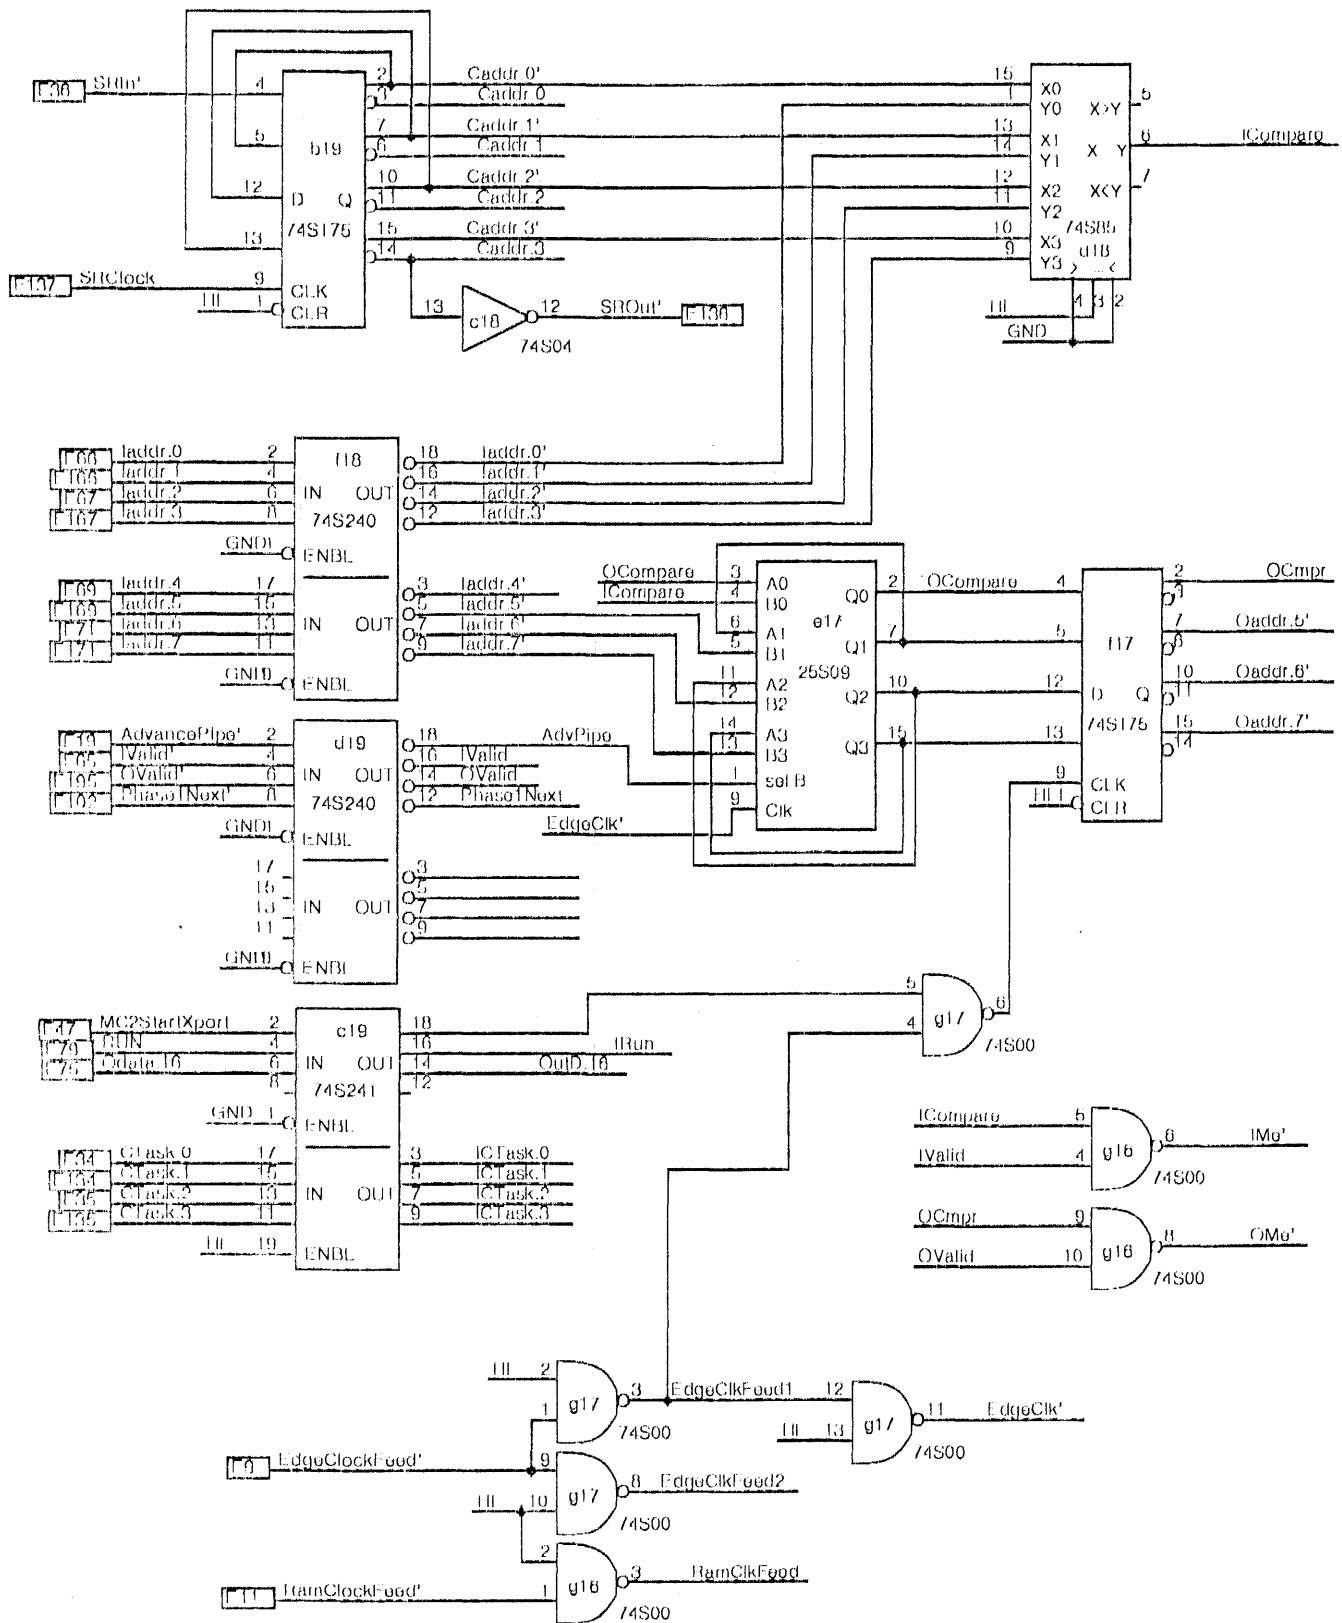 SRIn'
4
5
12
13
9
1
b19
D Q
74S175
CLK
CLR
2 Caddr.0'
3 Caddr.0
7 Caddr.1'
6 Caddr.1
10 Caddr.2'
11 Caddr.2
15 Caddr.3'
14 Caddr.3
SRClock
HI
13 c18 12 SROut'
74S04
15 X0
1 Y0
13 X1
14 Y1
12 X2
11 Y2
10 X3
9 Y3
X>Y 5
X Y 6 ICompare
X<Y 7
74S85
d18
4 3 2
HI
GND
Iaddr.0 2
Iaddr.1 4
Iaddr.2 6
Iaddr.3 8
f18
IN OUT
74S240
ENBL
18 Iaddr.0'
16 Iaddr.1'
14 Iaddr.2'
12 Iaddr.3'
GND
Iaddr.4 17
Iaddr.5 15
Iaddr.6 13
Iaddr.7 11
IN OUT
GND
ENBL
3 Iaddr.4'
5 Iaddr.5'
7 Iaddr.6'
9 Iaddr.7'
OCompare 3 A0
ICompare 4 B0
6 A1
5 B1
11 A2
12 B2
14 A3
13 B3
1 sel B
9 Clk
e17
25S09
Q0 2 OCompare 4
Q1 7 5
Q2 10 12
Q3 15 13
f17
D Q
74S175
9 CLK
HI 1 CLR
2 OCmpr
3
7 Oaddr.5'
6
10 Oaddr.6'
11
15 Oaddr.7'
14
AdvancePipe' 2
IValid' 4
OValid' 6
Phase1Next' 8
d19
IN OUT
74S240
GND
ENBL
18 AdvPipe
16 IValid
14 OValid
12 Phase1Next
EdgeClk'
17
15
13
11
IN OUT
GND
ENBL
3
5
7
9
MC2StartXport 2
RUN 4
Odata.16 6
8
c19
IN OUT
74S241
GND 1 ENBL
18
16 IRun
14 OutD.16
12
CTask.0 17
CTask.1 15
CTask.2 13
CTask.3 11
IN OUT
HI 19 ENBL
3 ICTask.0
5 ICTask.1
7 ICTask.2
9 ICTask.3
5
4
g17 6
74S00
ICompare 5
IValid 4
g16 6 IMe'
74S00
OCmpr 9
OValid 10
g16 8 OMe'
74S00
HI 2
1
g17 3 EdgeClkFeed1 12
74S00
HI 13
g17 11 EdgeClk'
74S00
EdgeClockFeed' 9
HI 10
g17 8 EdgeClkFeed2
74S00
2
RamClockFeed' 1
g16 3 RamClkFeed
74S00